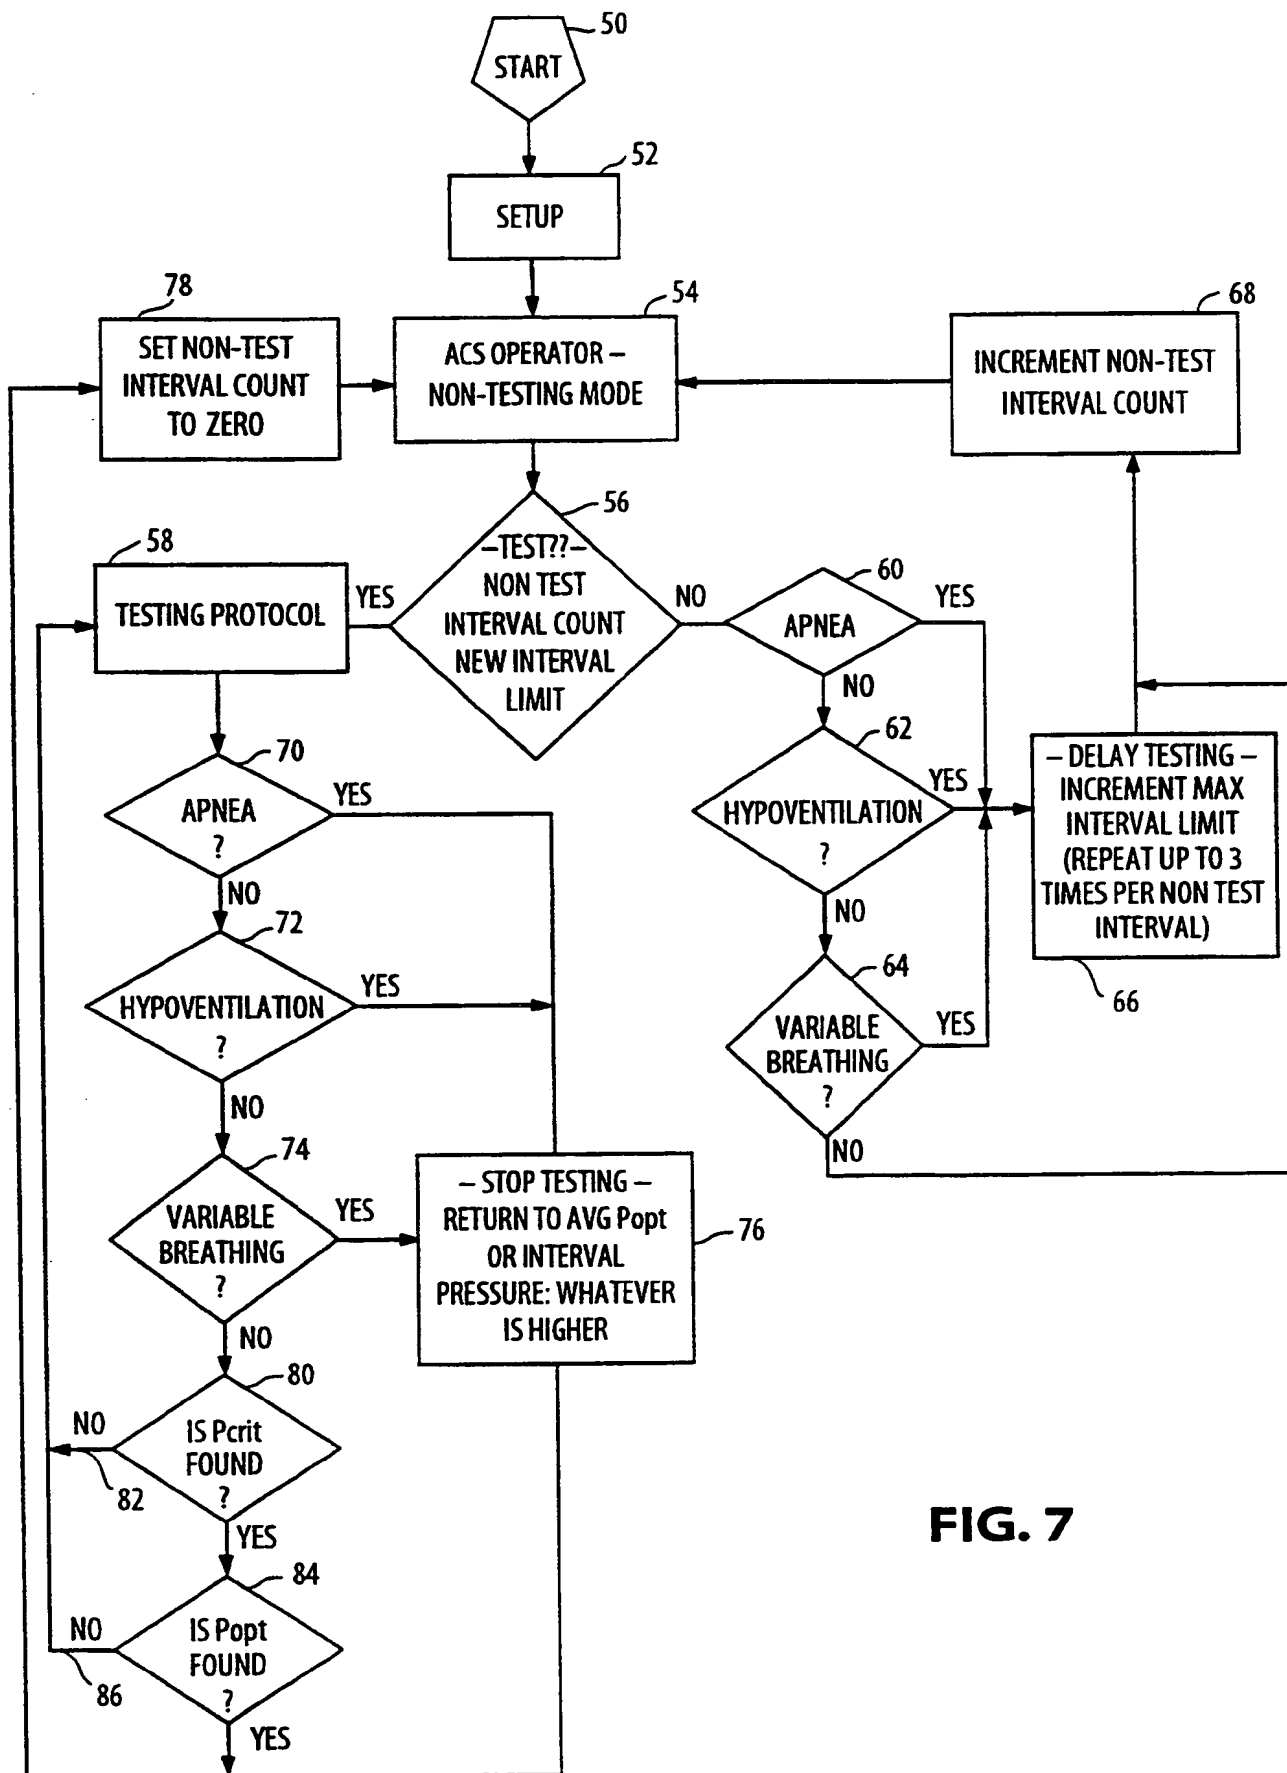 50
START
52
SETUP
78
SET NON-TEST
INTERVAL COUNT
TO ZERO
54
ACS OPERATOR –
NON-TESTING MODE
68
INCREMENT NON-TEST
INTERVAL COUNT
56
–TEST??–
NON TEST
INTERVAL COUNT
NEW INTERVAL
LIMIT
YES
NO
58
TESTING PROTOCOL
60
APNEA
YES
NO
62
HYPOVENTILATION
?
YES
NO
64
VARIABLE
BREATHING
?
YES
NO
– DELAY TESTING –
INCREMENT MAX
INTERVAL LIMIT
(REPEAT UP TO 3
TIMES PER NON TEST
INTERVAL)
66
70
APNEA
?
YES
NO
72
HYPOVENTILATION
?
YES
NO
74
VARIABLE
BREATHING
?
YES
NO
– STOP TESTING –
RETURN TO AVG Popt
OR INTERVAL
PRESSURE: WHATEVER
IS HIGHER
76
80
IS Pcrit
FOUND
?
NO
82
YES
84
IS Popt
FOUND
?
NO
86
YES
FIG. 7